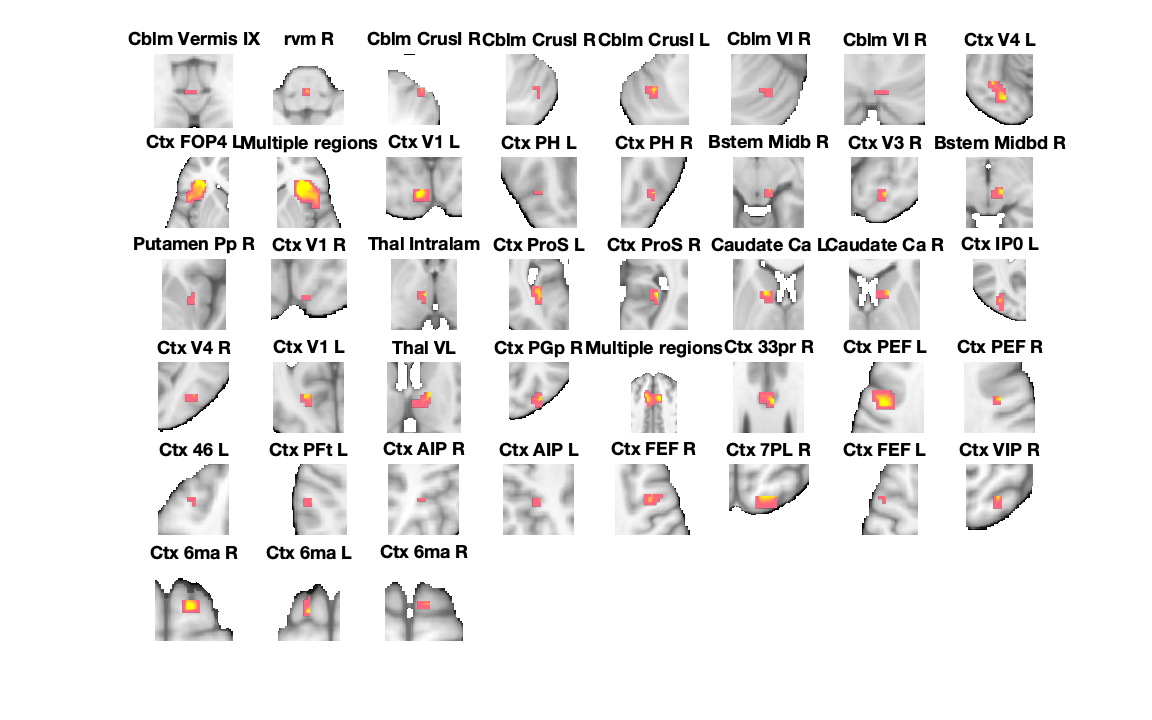 Cblm Vermis IX rvm R Cblm CrusI R Cblm CrusI R Cblm CrusI L Cblm VI R Cblm VI R Ctx V4 L
Ctx FOP4 L Multiple regions Ctx V1 L Ctx PH L Ctx PH R Bstem Midb R Ctx V3 R Bstem Midbd R
Putamen Pp R Ctx V1 R Thal Intralam Ctx ProS L Ctx ProS R Caudate Ca L Caudate Ca R Ctx IP0 L
Ctx V4 R Ctx V1 L Thal VL Ctx PGp R Multiple regions Ctx 33pr R Ctx PEF L Ctx PEF R
Ctx 46 L Ctx PFt L Ctx AIP R Ctx AIP L Ctx FEF R Ctx 7PL R Ctx FEF L Ctx VIP R
Ctx 6ma R Ctx 6ma L Ctx 6ma R